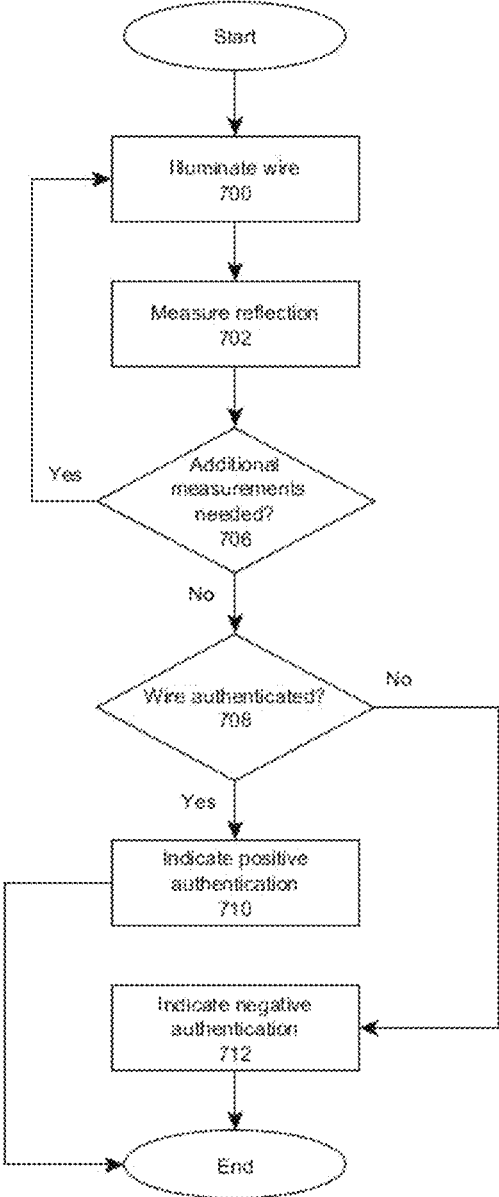 Start
Illuminate wire
700
Measure reflection
702
Additional
measurements
needed?
706
Yes
No
Wire authenticated?
708
No
Yes
Indicate positive
authentication
710
Indicate negative
authentication
712
End